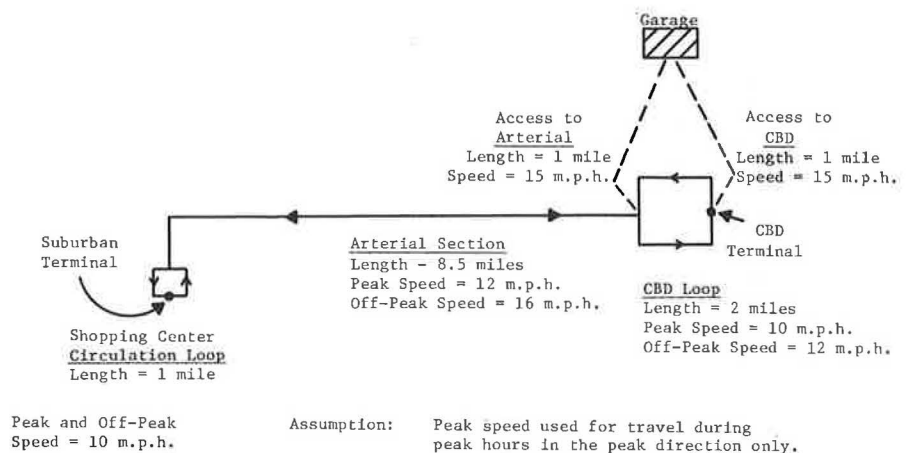 Garage
Access to
Arterial
Length = 1 mile
Speed = 15 m.p.h.
Access to
CBD
Length = 1 mile
Speed = 15 m.p.h.
Suburban
Terminal
Arterial Section
Length - 8.5 miles
Peak Speed = 12 m.p.h.
Off-Peak Speed = 16 m.p.h.
CBD
Terminal
CBD Loop
Length = 2 miles
Peak Speed = 10 m.p.h.
Off-Peak Speed = 12 m.p.h.
Shopping Center
Circulation Loop
Length = 1 mile
Peak and Off-Peak
Speed = 10 m.p.h.
Assumption: Peak speed used for travel during
peak hours in the peak direction only.